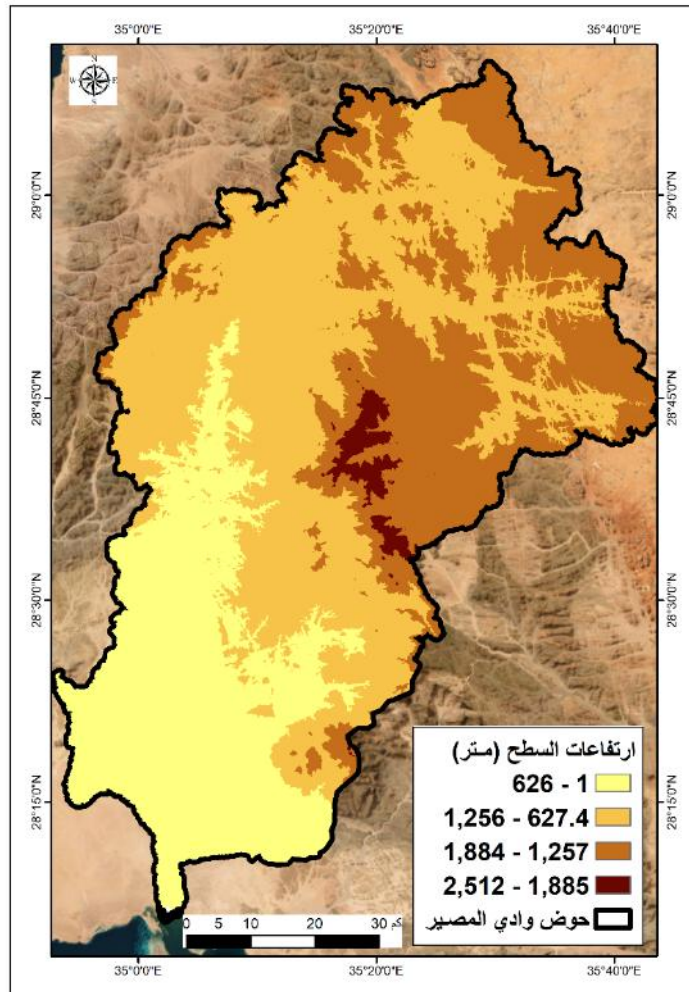 35°0'0"E 35°20'0"E 35°40'0"E
N
W E
S
29°0'0"N
28°45'0"N
28°30'0"N
28°15'0"N
29°0'0"N
28°45'0"N
28°30'0"N
28°15'0"N
ارتفاعات السطح (متر)
626 - 1
1,256 - 627.4
1,884 - 1,257
2,512 - 1,885
حوض وادي المصير
0 10 20 30 كم
35°0'0"E 35°20'0"E 35°40'0"E